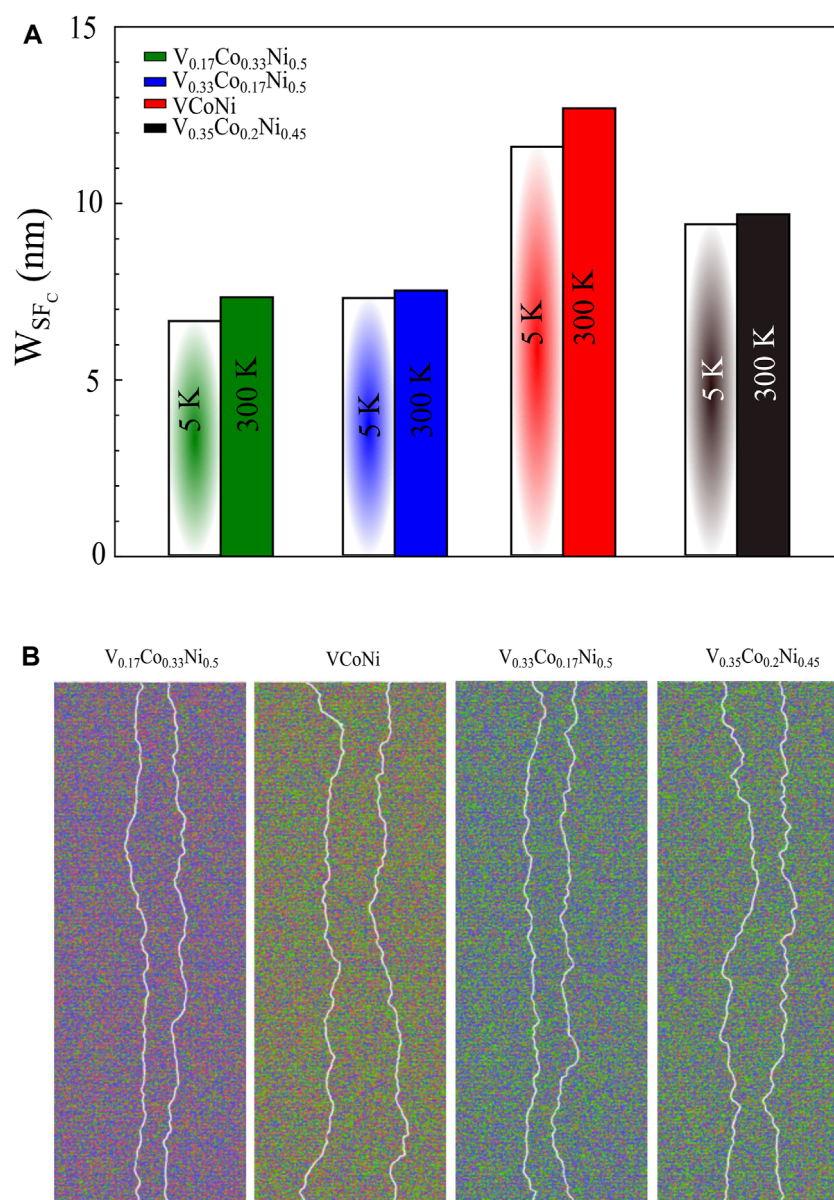 A
15
V0.17Co0.33Ni0.5
V0.33Co0.17Ni0.5
VCoNi
V0.35Co0.2Ni0.45
10
5
0
WSFC (nm)
5 K
300 K
5 K
300 K
5 K
300 K
5 K
300 K
B
V0.17Co0.33Ni0.5
VCoNi
V0.33Co0.17Ni0.5
V0.35Co0.2Ni0.45